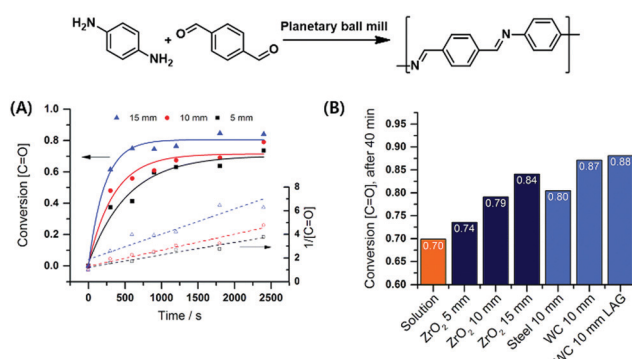 H₂N
NH₂
+
O
O
Planetary ball mill
N
N
(A)
15 mm 10 mm 5 mm
Conversion [C=O]
1.0
0.8
0.6
0.4
0.2
0.0
8
6
4
2
0
1/[C=O]
0 500 1000 1500 2000 2500
Time / s
(B)
Conversion [C=O], after 40 min
0.95
0.90
0.85
0.80
0.75
0.70
0.65
0.60
0.70
0.74
0.79
0.84
0.80
0.87
0.88
Solution
ZrO₂ 5 mm
ZrO₂ 10 mm
ZrO₂ 15 mm
Steel 10 mm
WC 10 mm
WC 10 mm LAG